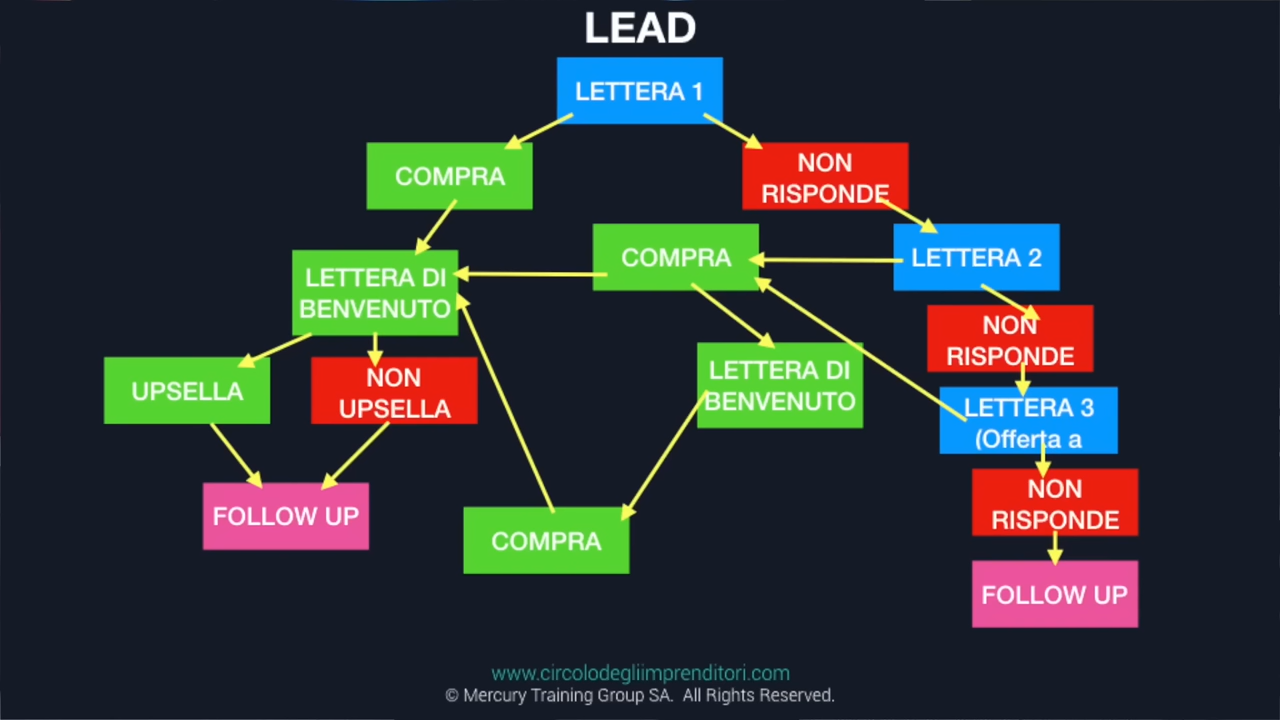 LEAD
LETTERA 1
COMPRA
NON
RISPONDE
COMPRA
LETTERA 2
LETTERA DI
BENVENUTO
NON
RISPONDE
UPSELLA
NON
UPSELLA
LETTERA DI
BENVENUTO
LETTERA 3
(Offerta a
NON
RISPONDE
FOLLOW UP
COMPRA
FOLLOW UP
www.circolodegliimprenditori.com
© Mercury Training Group SA. All Rights Reserved.